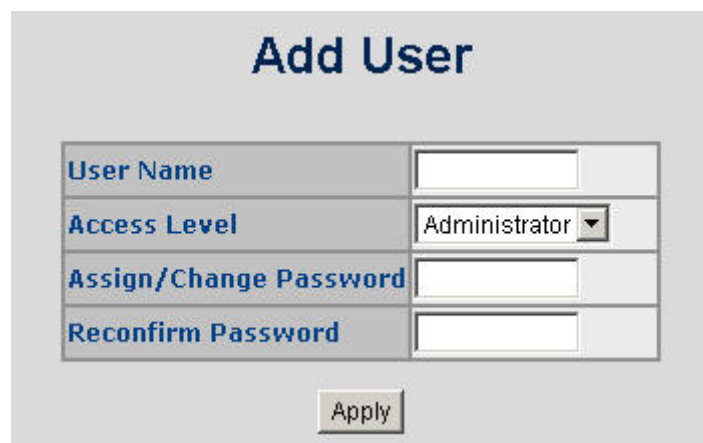 Add User
User Name
Access Level Administrator
Assign/Change Password
Reconfirm Password
Apply